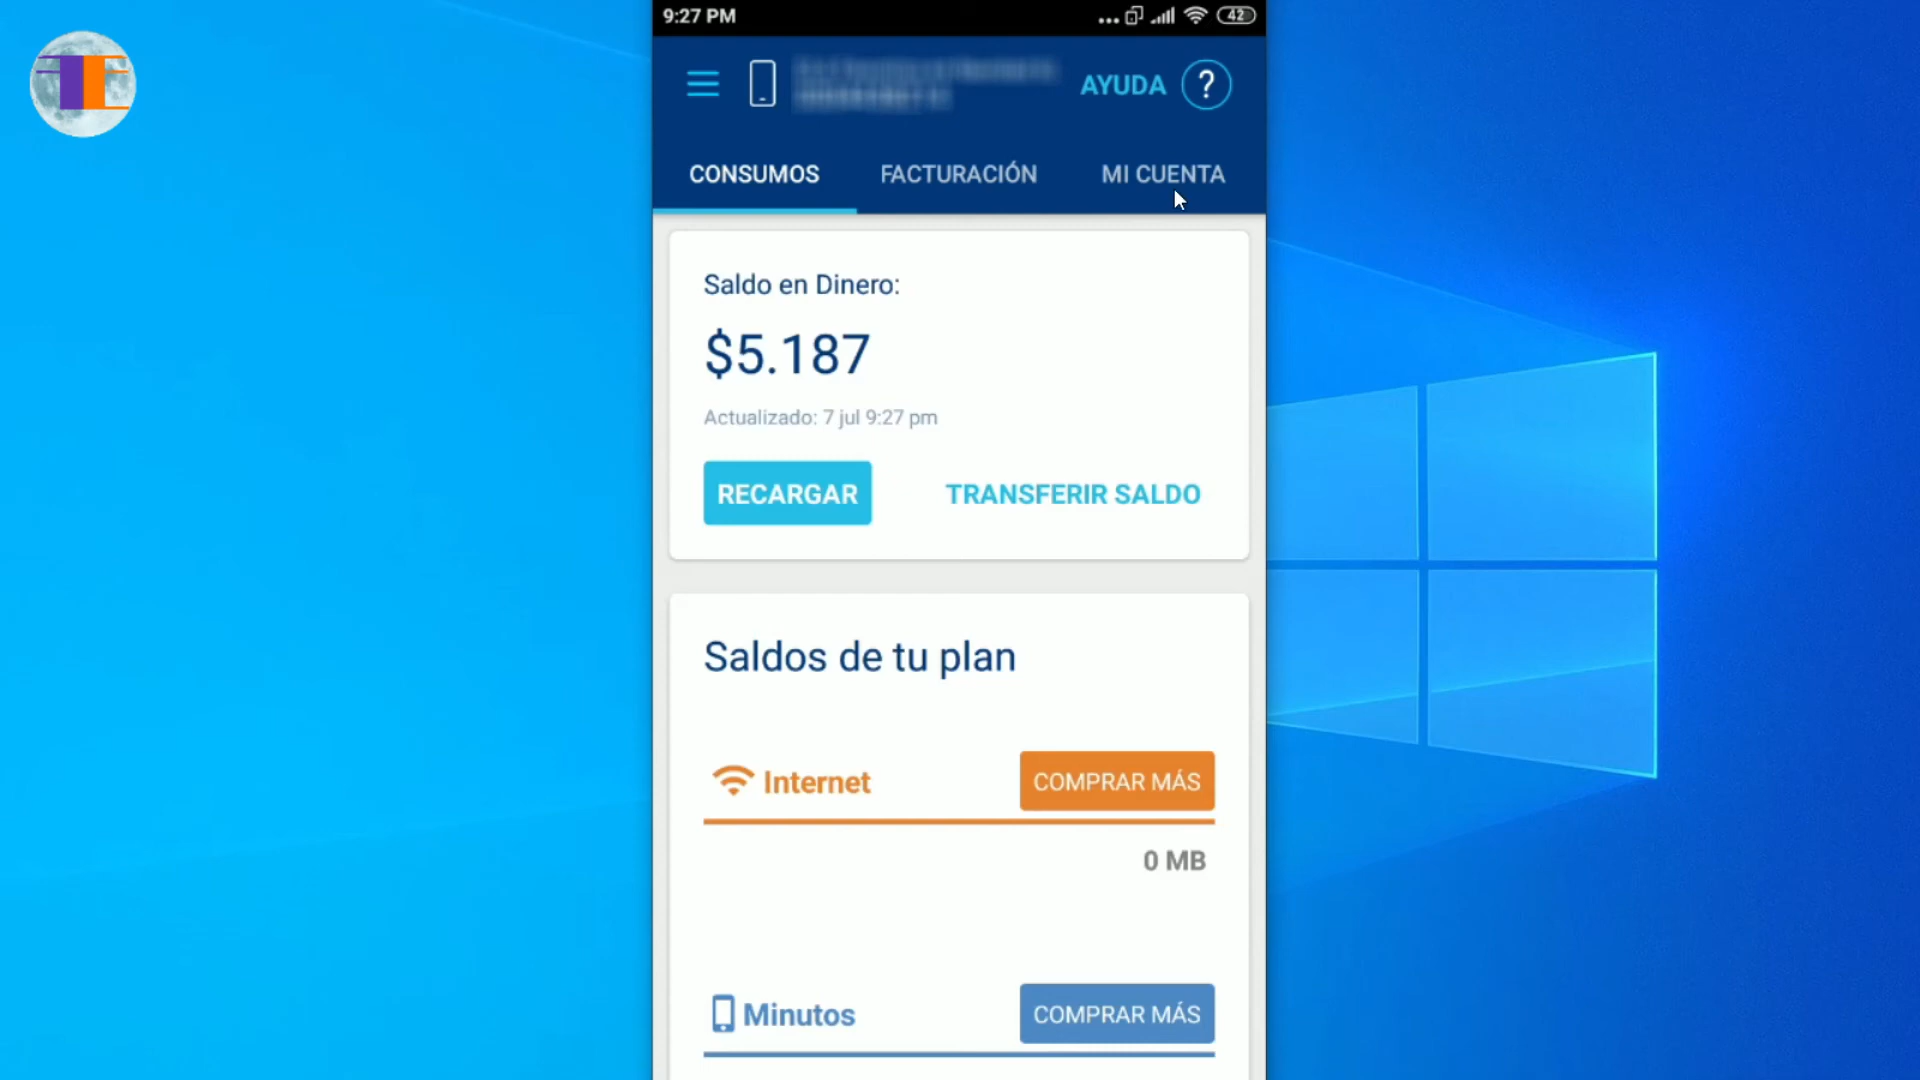 9:27 PM
42
AYUDA ?
CONSUMOS FACTURACIÓN MI CUENTA
Saldo en Dinero:
$5.187
Actualizado: 7 jul 9:27 pm
RECARGAR TRANSFERIR SALDO
Saldos de tu plan
Internet COMPRAR MÁS
0 MB
Minutos COMPRAR MÁS